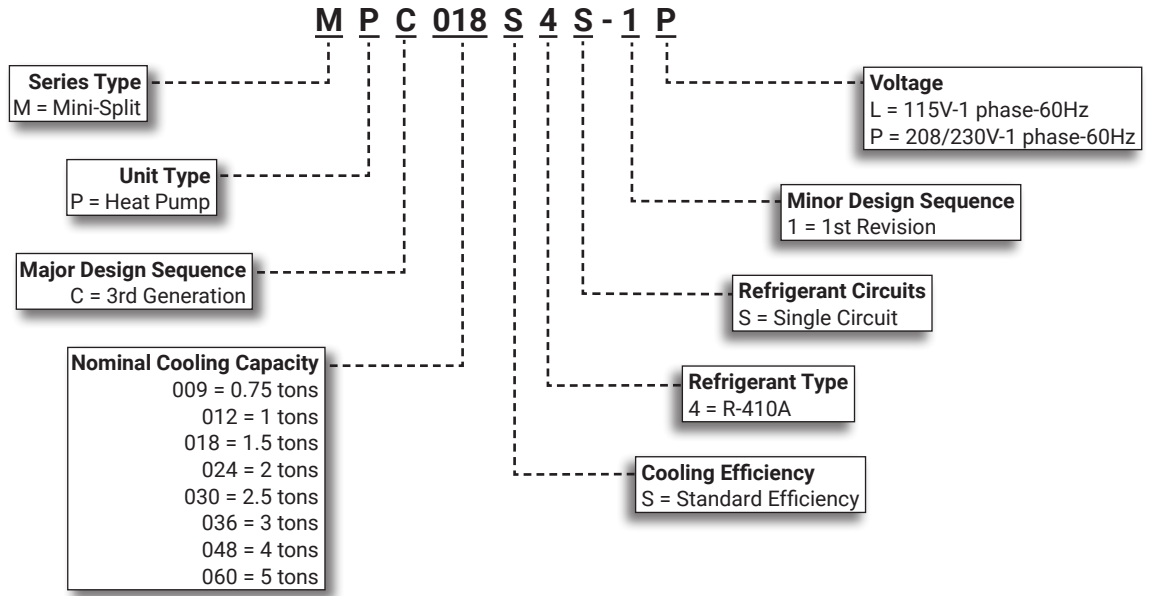 M P C 018 S 4 S - 1 P
Series Type
M = Mini-Split
Voltage
L = 115V-1 phase-60Hz
P = 208/230V-1 phase-60Hz
Unit Type
P = Heat Pump
Minor Design Sequence
1 = 1st Revision
Major Design Sequence
C = 3rd Generation
Refrigerant Circuits
S = Single Circuit
Nominal Cooling Capacity
009 = 0.75 tons
012 = 1 tons
018 = 1.5 tons
024 = 2 tons
030 = 2.5 tons
036 = 3 tons
048 = 4 tons
060 = 5 tons
Refrigerant Type
4 = R-410A
Cooling Efficiency
S = Standard Efficiency